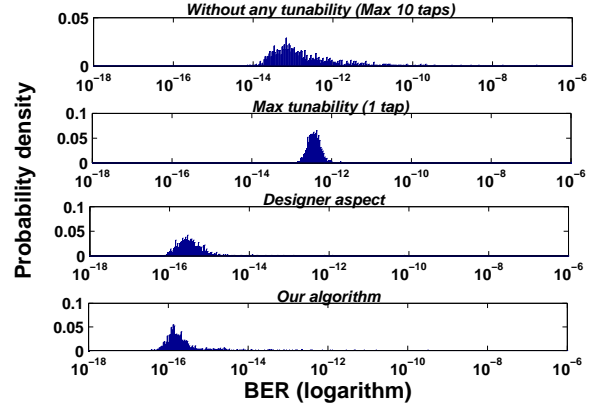 Without any tunability (Max 10 taps)
0.05
0
10^−18 10^−16 10^−14 10^−12 10^−10 10^−8 10^−6
Max tunability (1 tap)
0.1
0.05
0
10^−18 10^−16 10^−14 10^−12 10^−10 10^−8 10^−6
Designer aspect
0.1
0.05
0
10^−18 10^−16 10^−14 10^−12 10^−10 10^−8 10^−6
Our algorithm
0.1
0.05
0
10^−18 10^−16 10^−14 10^−12 10^−10 10^−8 10^−6
BER (logarithm)
Probability density